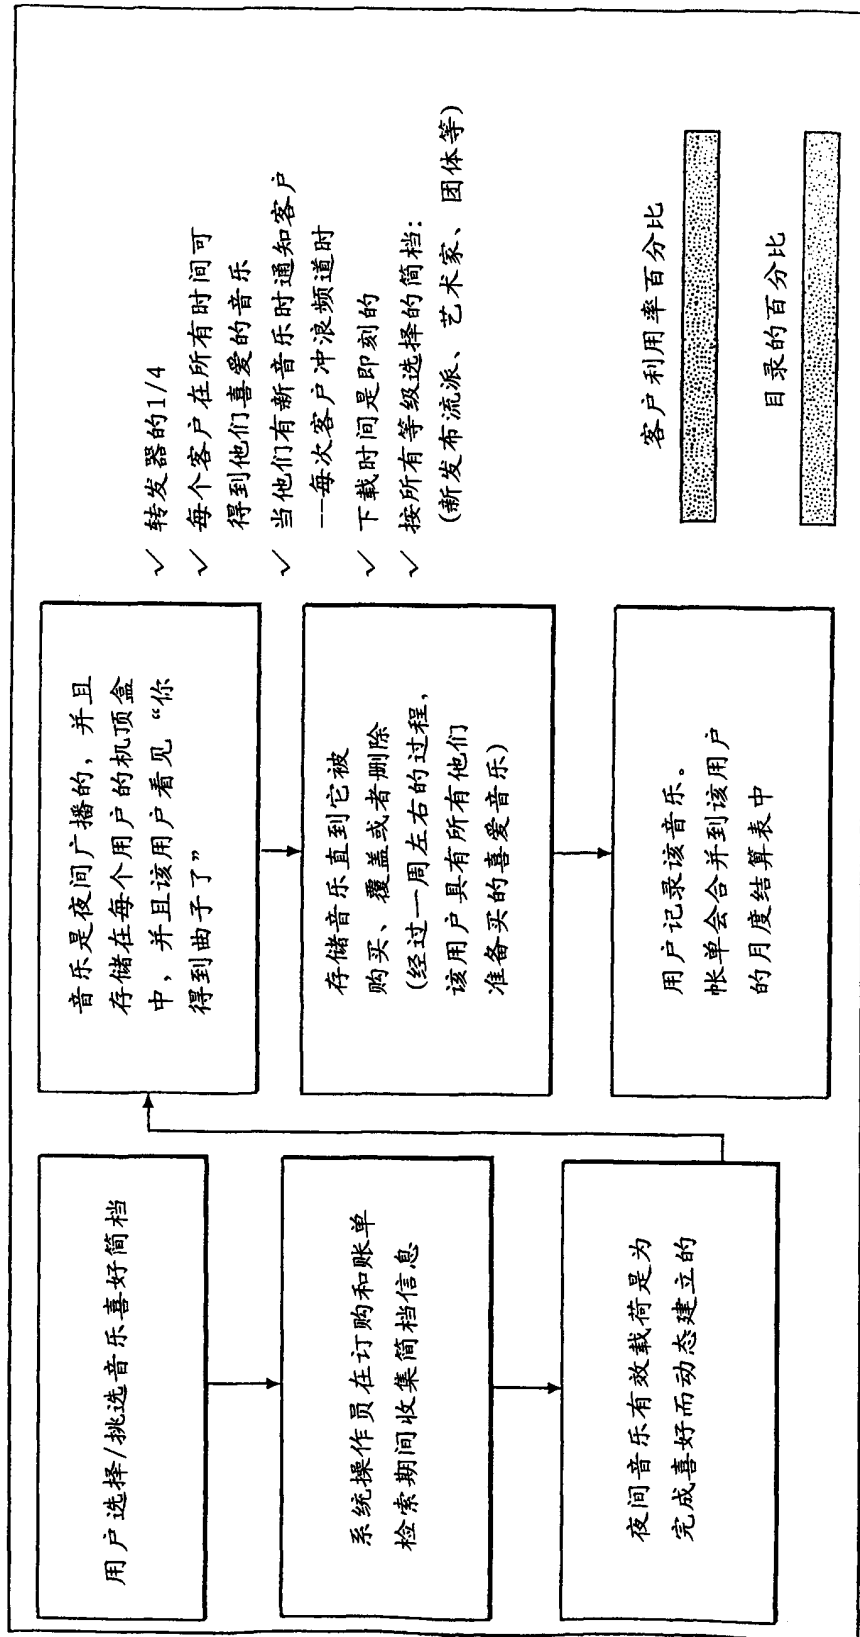 用户选择/挑选音乐喜好简档
系统操作员在订购和账单
检索期间收集简档信息
夜间音乐有效载荷是为
完成喜好而动态建立的
音乐是夜间广播的, 并且
存储在每个用户的机顶盒
中, 并且该用户看见“你
得到曲子了”
存储音乐直到它被
购买、覆盖或者删除
(经过一周左右的过程,
该用户具有所有他们
准备买的喜爱音乐)
用户记录该音乐。
帐单会合并到该用户
的月度结算表中
✓ 转发器的1/4
✓ 每个客户在所有时间可
得到他们喜爱的音乐
✓ 当他们有新音乐时通知客户
--每次客户冲浪频道时
✓ 下载时间是即刻的
✓ 按所有等级选择的简档:
(新发布流派、艺术家、团体等)
客户利用率百分比
目录的百分比